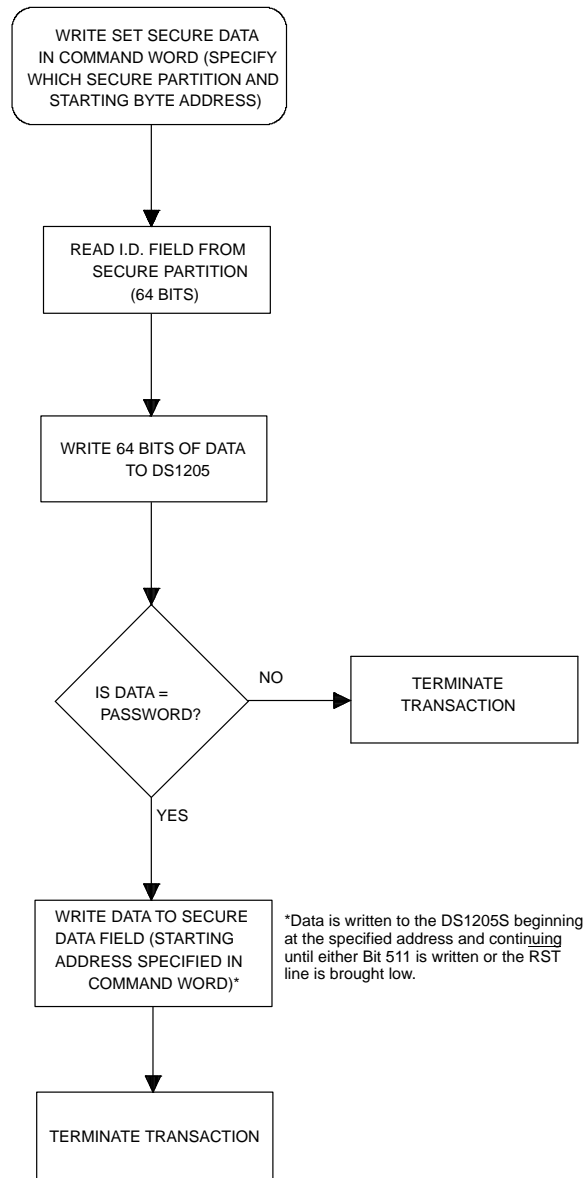 WRITE SET SECURE DATA
IN COMMAND WORD (SPECIFY
WHICH SECURE PARTITION AND
STARTING BYTE ADDRESS)
READ I.D. FIELD FROM
SECURE PARTITION
(64 BITS)
WRITE 64 BITS OF DATA
TO DS1205
IS DATA =
PASSWORD?
NO
TERMINATE
TRANSACTION
YES
WRITE DATA TO SECURE
DATA FIELD (STARTING
ADDRESS SPECIFIED IN
COMMAND WORD)*
*Data is written to the DS1205S beginning
at the specified address and continuing
until either Bit 511 is written or the RST
line is brought low.
TERMINATE TRANSACTION